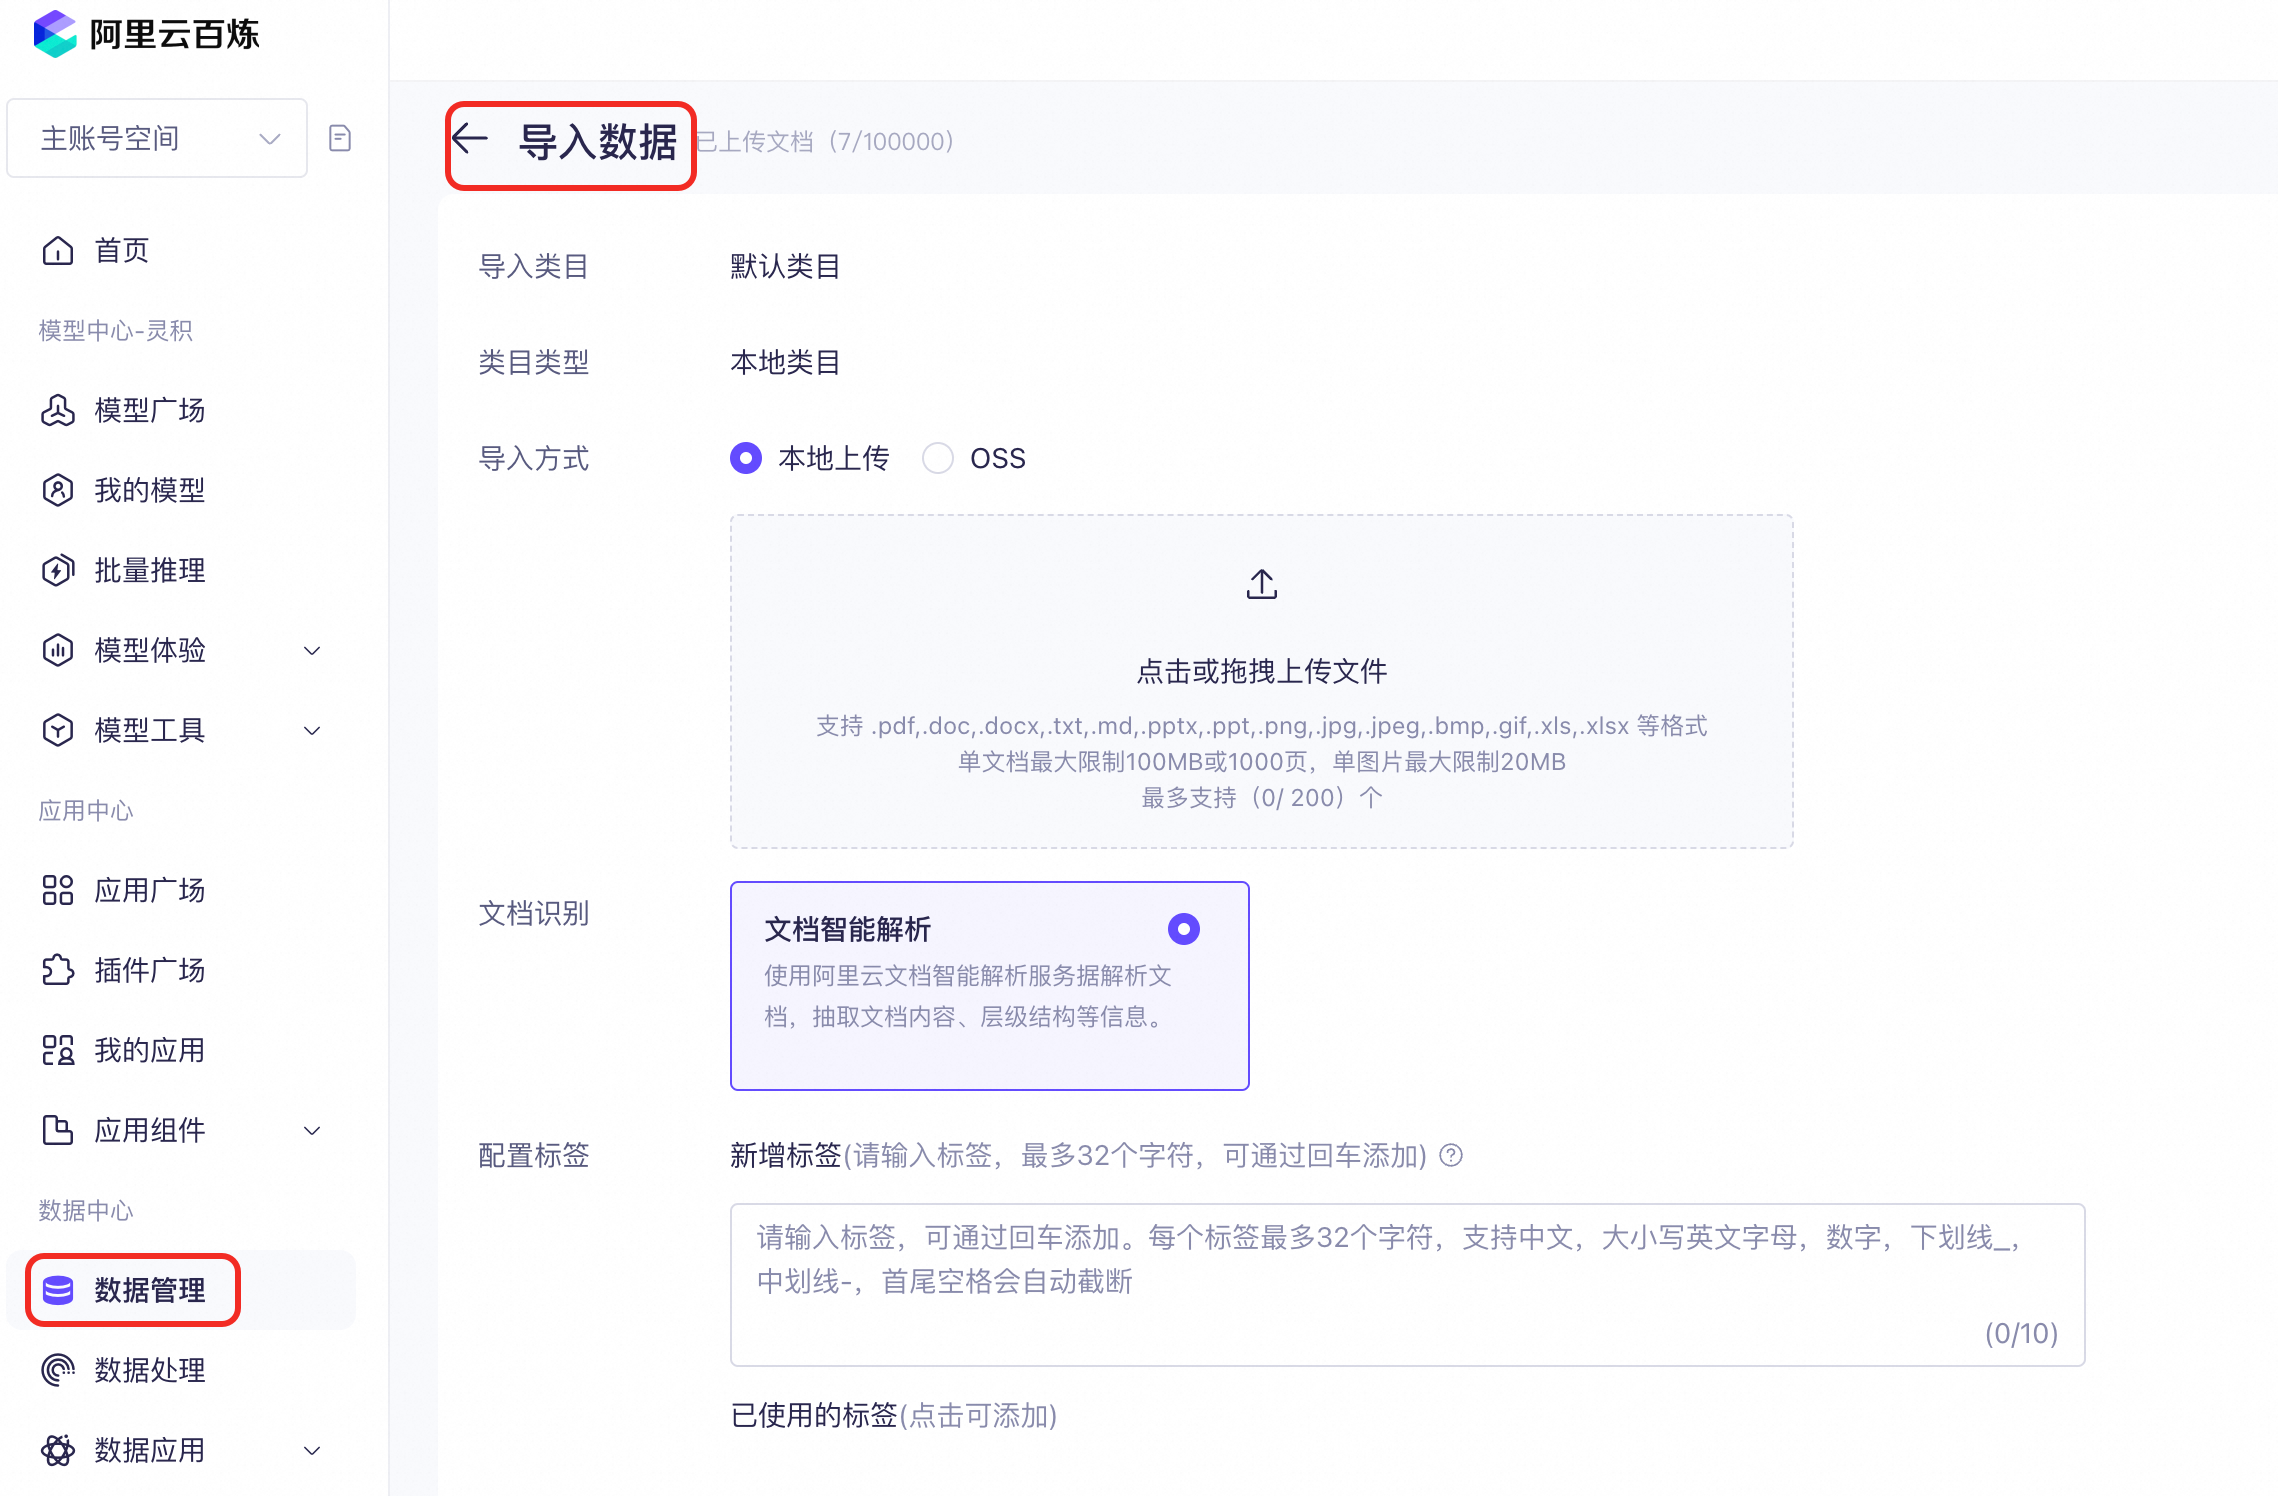 阿里云百炼
主账号空间
首页
模型中心-灵积
模型广场
我的模型
批量推理
模型体验
模型工具
应用中心
应用广场
插件广场
我的应用
应用组件
数据中心
数据管理
数据处理
数据应用
导入数据 已上传文档（7/100000）
导入类目 默认类目
类目类型 本地类目
导入方式 本地上传 OSS
点击或拖拽上传文件
支持 .pdf,.doc,.docx,.txt,.md,.pptx,.ppt,.png,.jpg,.jpeg,.bmp,.gif,.xls,.xlsx 等格式
单文档最大限制100MB或1000页，单图片最大限制20MB
最多支持（0/ 200）个
文档识别 文档智能解析
使用阿里云文档智能解析服务据解析文
档，抽取文档内容、层级结构等信息。
配置标签 新增标签(请输入标签，最多32个字符，可通过回车添加)
请输入标签，可通过回车添加。每个标签最多32个字符，支持中文，大小写英文字母，数字，下划线_，
中划线-，首尾空格会自动截断
(0/10)
已使用的标签(点击可添加)